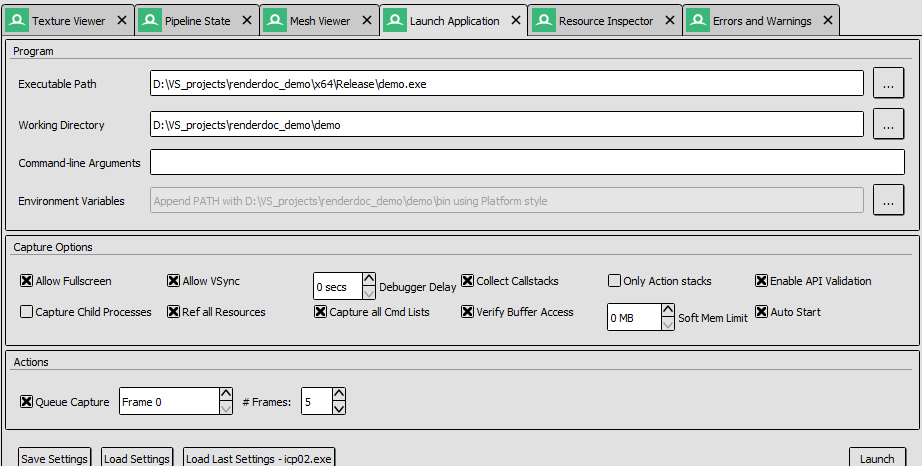 Texture Viewer Pipeline State Mesh Viewer Launch Application Resource Inspector Errors and Warnings
Program
Executable Path D:\VS_projects\renderdoc_demo\x64\Release\demo.exe ...
Working Directory D:\VS_projects\renderdoc_demo\demo ...
Command-line Arguments
Environment Variables Append PATH with D:\VS_projects\renderdoc_demo\demo\bin using Platform style ...
Capture Options
Allow Fullscreen Allow VSync 0 secs Debugger Delay Collect Callstacks Only Action stacks Enable API Validation
Capture Child Processes Ref all Resources Capture all Cmd Lists Verify Buffer Access 0 MB Soft Mem Limit Auto Start
Actions
Queue Capture Frame 0 # Frames: 5
Save Settings Load Settings Load Last Settings - icp02.exe Launch